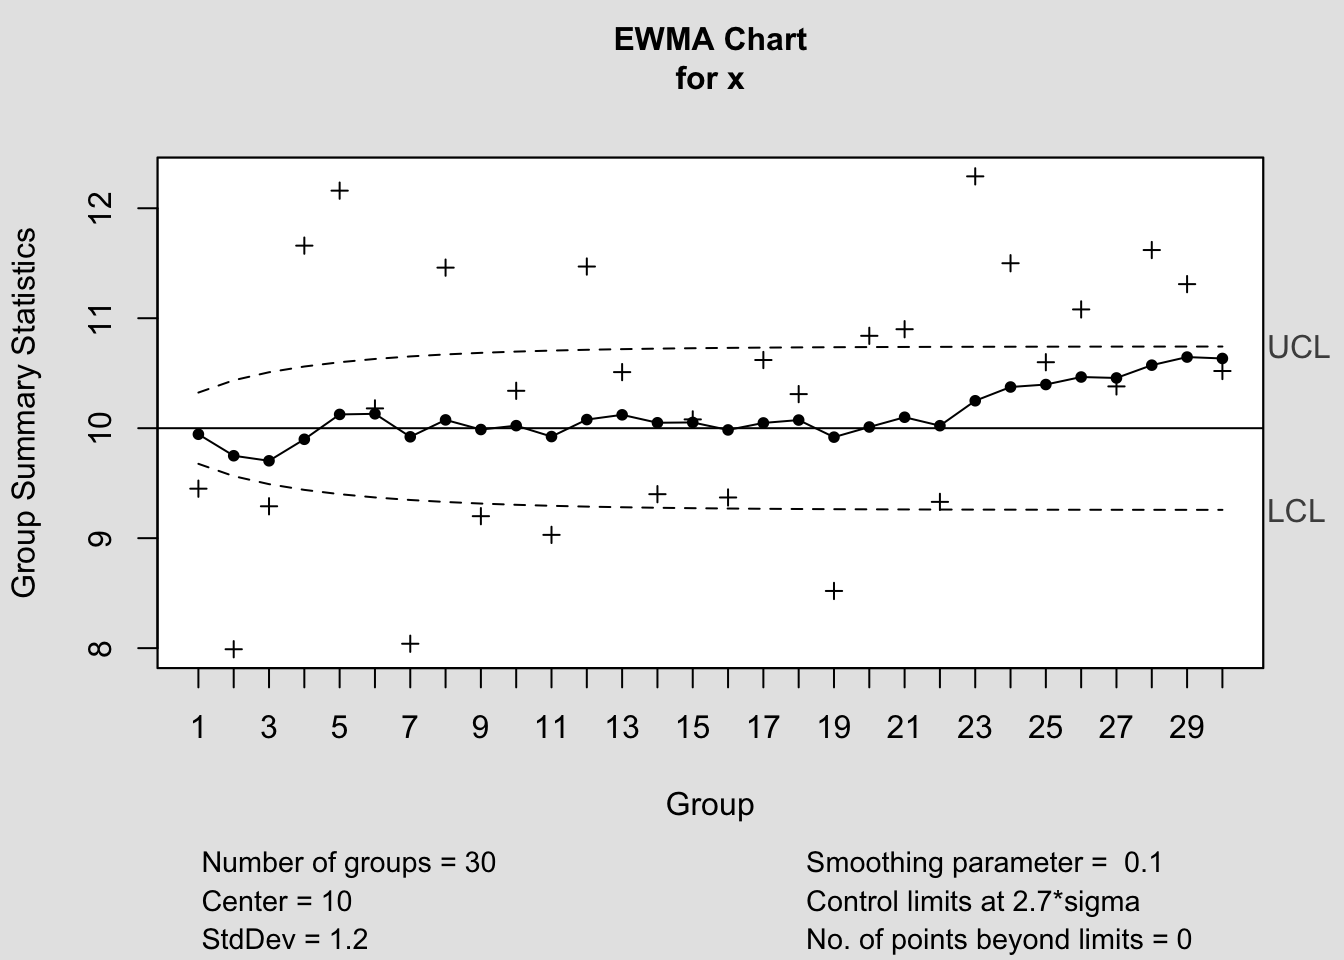 EWMA Chart
for x
Group Summary Statistics
12
11
10
9
8
UCL
LCL
1 3 5 7 9 11 13 15 17 19 21 23 25 27 29
Group
Number of groups = 30
Center = 10
StdDev = 1.2
Smoothing parameter =  0.1
Control limits at 2.7*sigma
No. of points beyond limits = 0